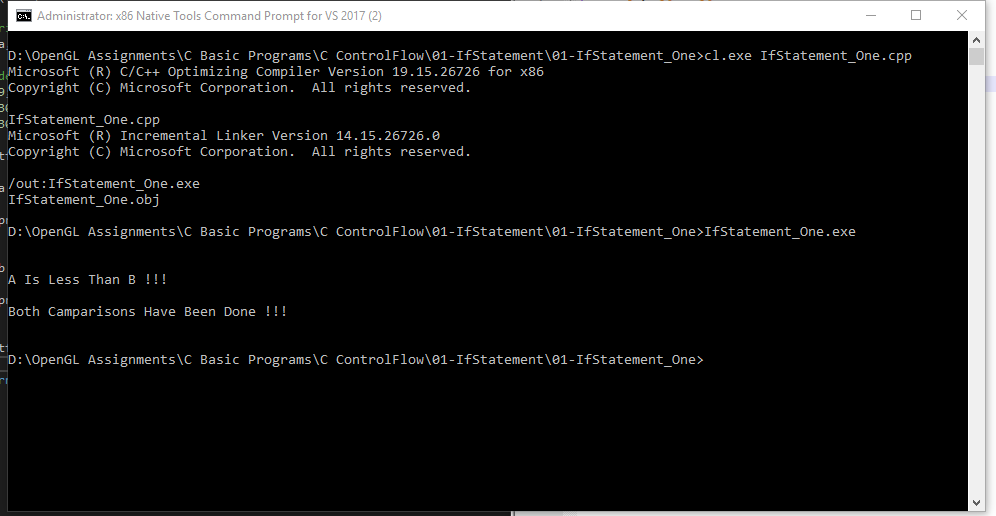 Administrator: x86 Native Tools Command Prompt for VS 2017 (2)
D:\OpenGL Assignments\C Basic Programs\C ControlFlow\01-IfStatement\01-IfStatement_One>cl.exe IfStatement_One.cpp
Microsoft (R) C/C++ Optimizing Compiler Version 19.15.26726 for x86
Copyright (C) Microsoft Corporation.  All rights reserved.
IfStatement_One.cpp
Microsoft (R) Incremental Linker Version 14.15.26726.0
Copyright (C) Microsoft Corporation.  All rights reserved.
/out:IfStatement_One.exe
IfStatement_One.obj
D:\OpenGL Assignments\C Basic Programs\C ControlFlow\01-IfStatement\01-IfStatement_One>IfStatement_One.exe
A Is Less Than B !!!
Both Camparisons Have Been Done !!!
D:\OpenGL Assignments\C Basic Programs\C ControlFlow\01-IfStatement\01-IfStatement_One>